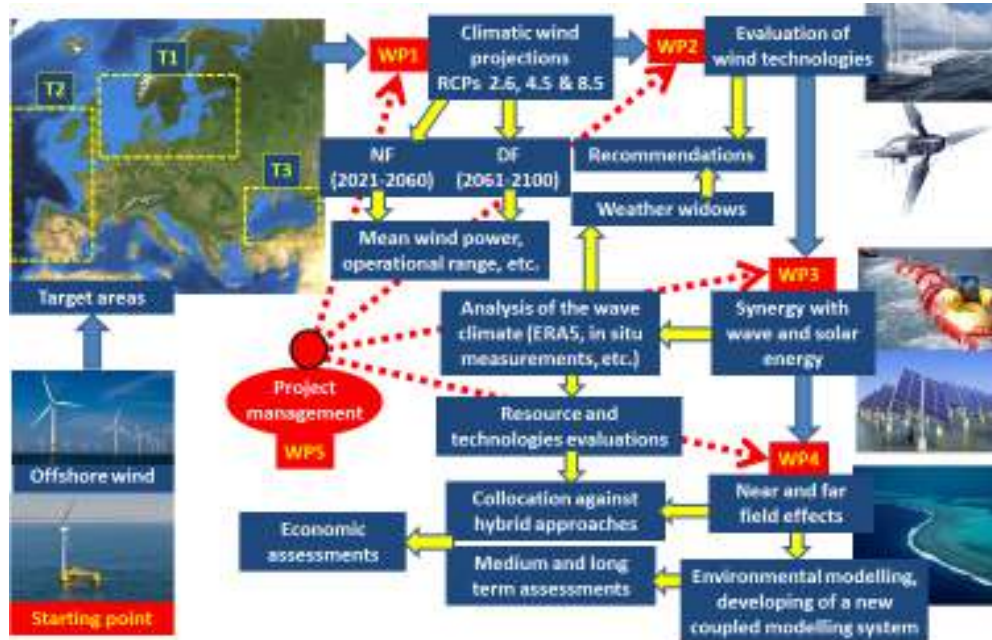 T1
T2
T3
Target areas
Offshore wind
Starting point
WP1
Climatic wind
projections
RCPs 2.6, 4.5 & 8.5
WP2
Evaluation of
wind technologies
NF
(2021-2060)
DF
(2061-2100)
Recommendations
Weather widows
Mean wind power,
operational range, etc.
WP3
Analysis of the wave
climate (ERA5, in situ
measurements, etc.)
Synergy with
wave and solar
energy
Project
management
WP5
Resource and
technologies evaluations
WP4
Collocation against
hybrid approaches
Near and far
field effects
Economic
assessments
Medium and long
term assessments
Environmental modelling,
developing of a new
coupled modelling system